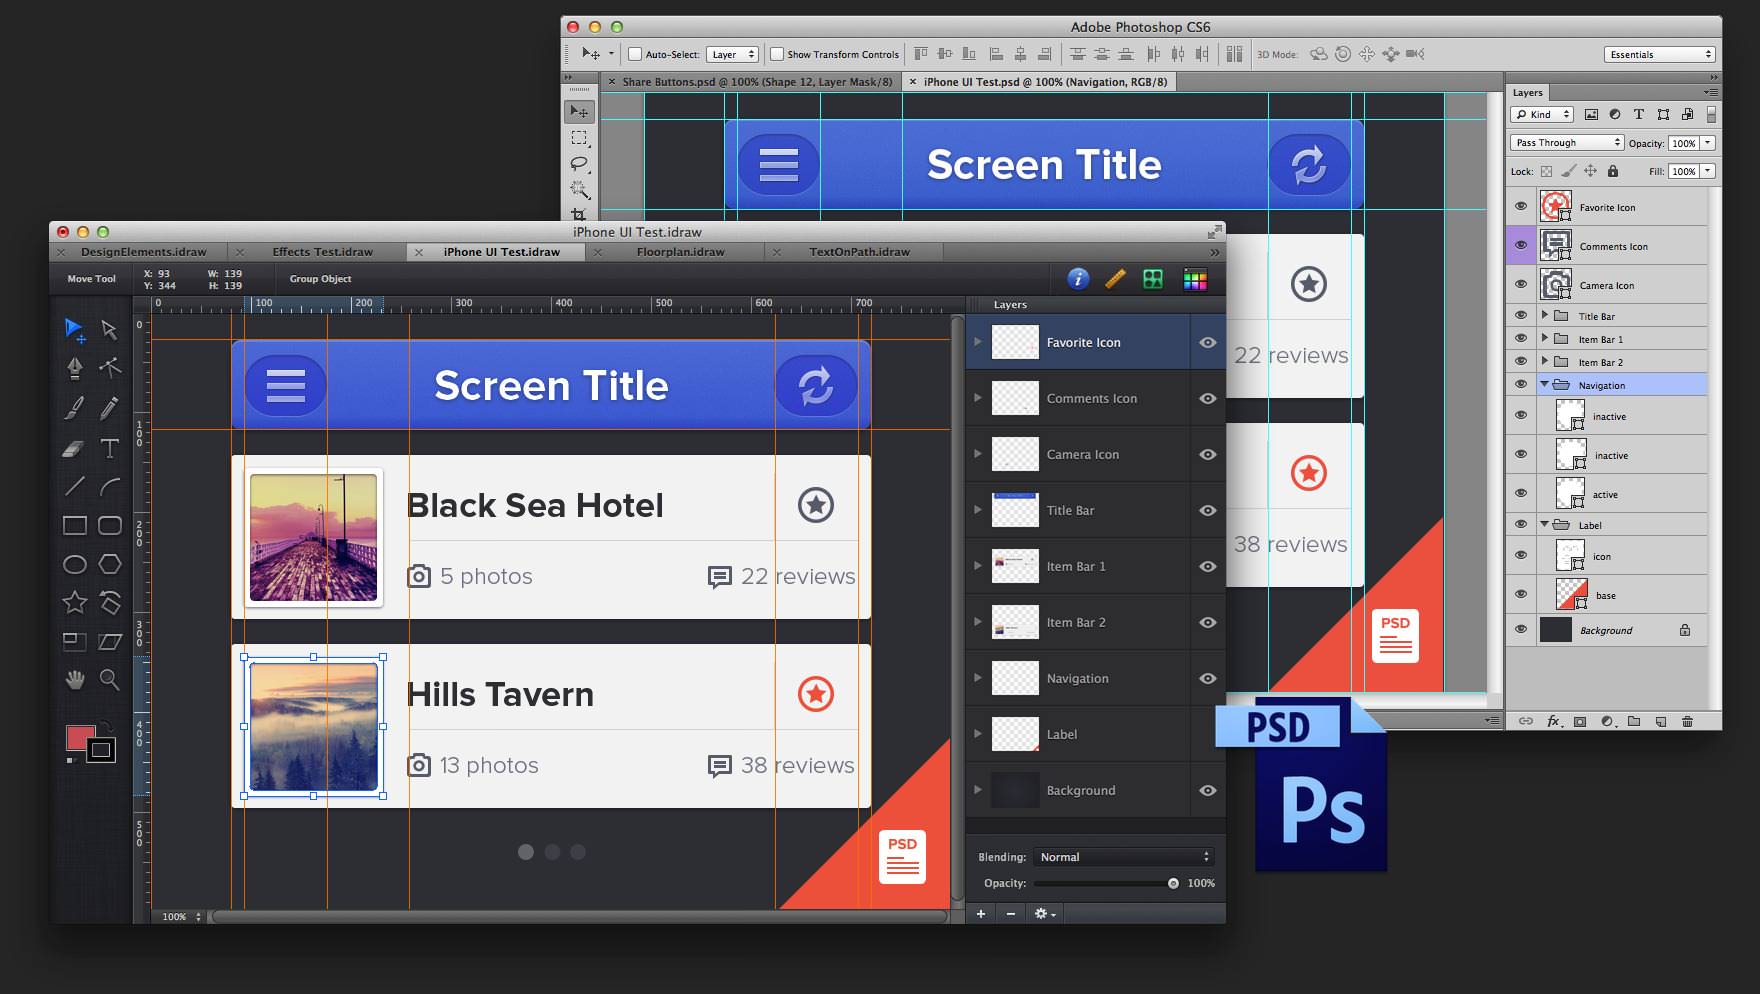 Adobe Photoshop CS6
Auto-Select: Layer Show Transform Controls 3D Mode: Essentials
Share Buttons.psd @ 100% (Shape 12, Layer Mask/8) iPhone UI Test.psd @ 100% (Navigation, RGB/8)
Screen Title
22 reviews
38 reviews
PSD
Layers
Kind
Pass Through Opacity: 100%
Lock: Fill: 100%
Favorite Icon
Comments Icon
Camera Icon
Title Bar
Item Bar 1
Item Bar 2
Navigation
inactive
inactive
active
Label
icon
base
Background
fx
iPhone UI Test.idraw
DesignElements.idraw Effects Test.idraw iPhone UI Test.idraw Floorplan.idraw TextOnPath.idraw
Move Tool X: 93 W: 139 Group Object
Y: 344 H: 139
0 100 200 300 400 500 600 700
0
100
200
300
400
500
Screen Title
Black Sea Hotel
5 photos 22 reviews
Hills Tavern
13 photos 38 reviews
PSD
100%
Layers
Favorite Icon
Comments Icon
Camera Icon
Title Bar
Item Bar 1
Item Bar 2
Navigation
Label
Background
Blending: Normal
Opacity: 100%
PSD
Ps